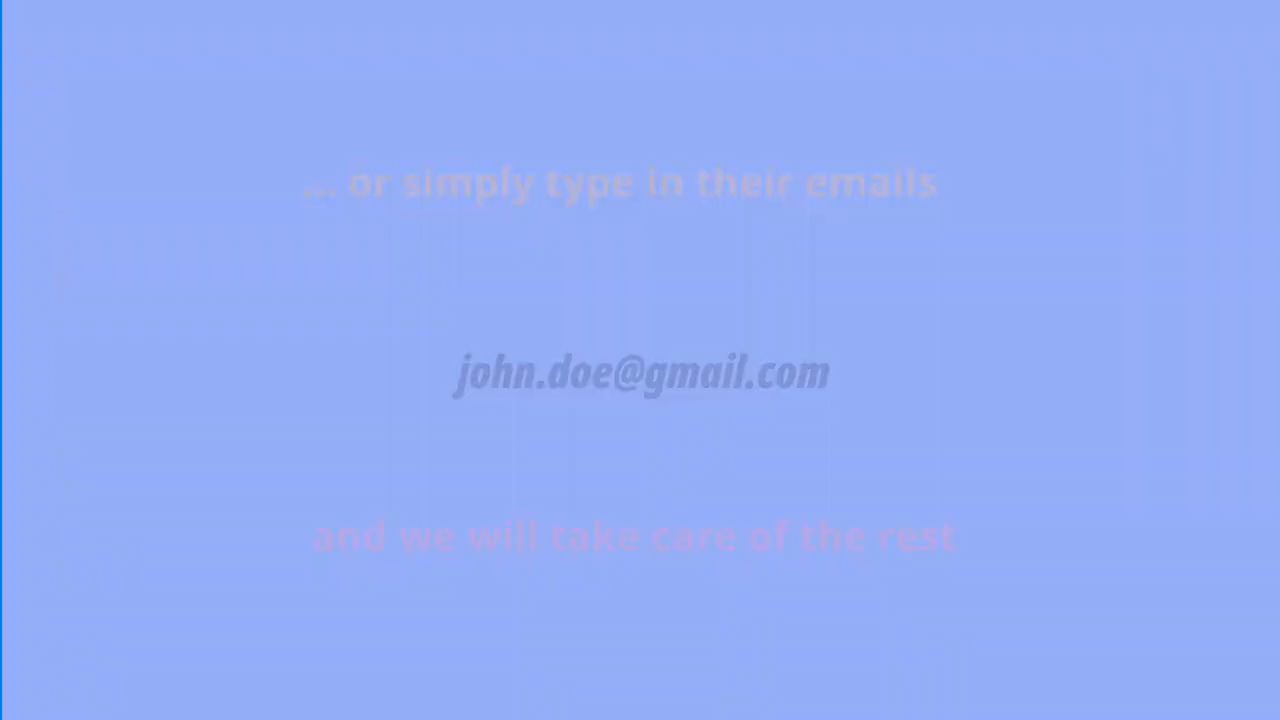 ... or simply type in their emails
john.doe@gmail.com
and we will take care of the rest